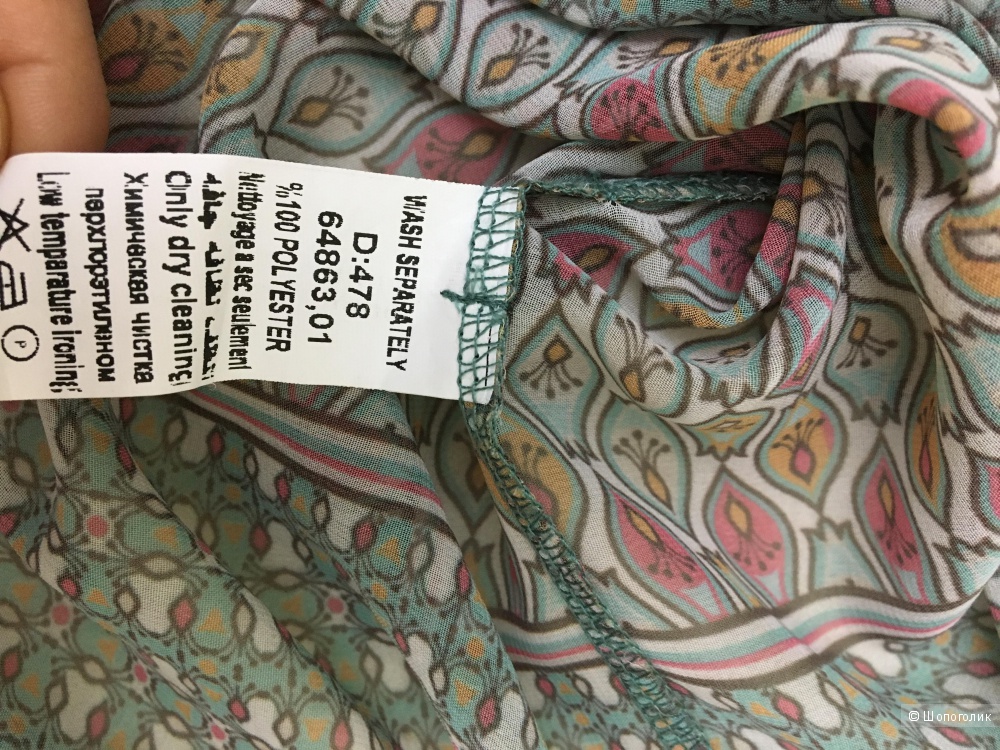 WASH SEPARATELY
D:478
64863,01
%100 POLYESTER
Nettoyage a sec seulement
Only dry cleaning
Химическая чистка
перхлорэтиленом
Low temparature ironing
P
© Шопоголик